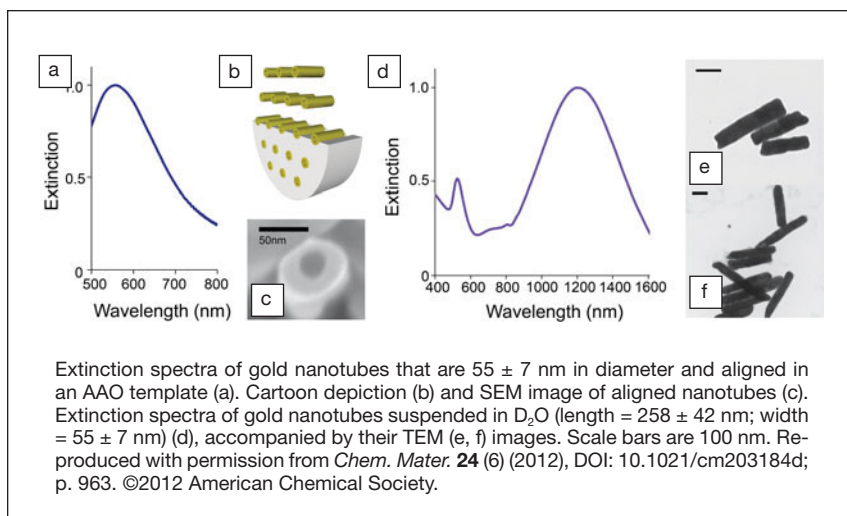 a
b
d
1.0
0.5
0
Extinction
500 600 700 800
Wavelength (nm)
50nm
c
1.0
0.5
0
Extinction
400 600 800 1000 1200 1400 1600
Wavelength (nm)
e
f
Extinction spectra of gold nanotubes that are 55 ± 7 nm in diameter and aligned in
an AAO template (a). Cartoon depiction (b) and SEM image of aligned nanotubes (c).
Extinction spectra of gold nanotubes suspended in D₂O (length = 258 ± 42 nm; width
= 55 ± 7 nm) (d), accompanied by their TEM (e, f) images. Scale bars are 100 nm. Re-
produced with permission from Chem. Mater. 24 (6) (2012), DOI: 10.1021/cm203184d;
p. 963. ©2012 American Chemical Society.